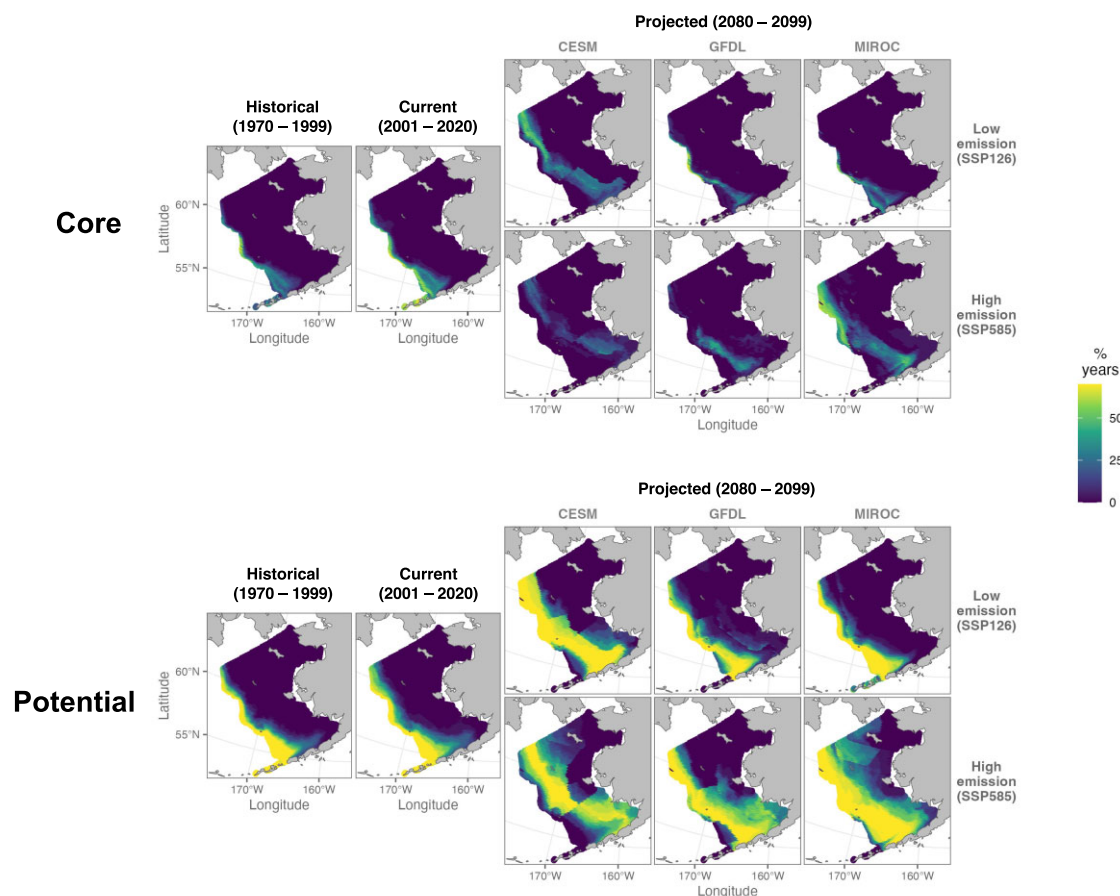 Projected (2080 – 2099)
CESM
GFDL
MIROC
Historical
(1970 – 1999)
Current
(2001 – 2020)
Low
emission
(SSP126)
Core
Latitude
60°N
55°N
170°W
160°W
170°W
160°W
Longitude
Longitude
High
emission
(SSP585)
170°W
160°W
170°W
160°W
170°W
160°W
Longitude
%
years
50
25
0
Projected (2080 – 2099)
CESM
GFDL
MIROC
Historical
(1970 – 1999)
Current
(2001 – 2020)
Low
emission
(SSP126)
Potential
Latitude
60°N
55°N
170°W
160°W
170°W
160°W
Longitude
Longitude
High
emission
(SSP585)
170°W
160°W
170°W
160°W
170°W
160°W
Longitude